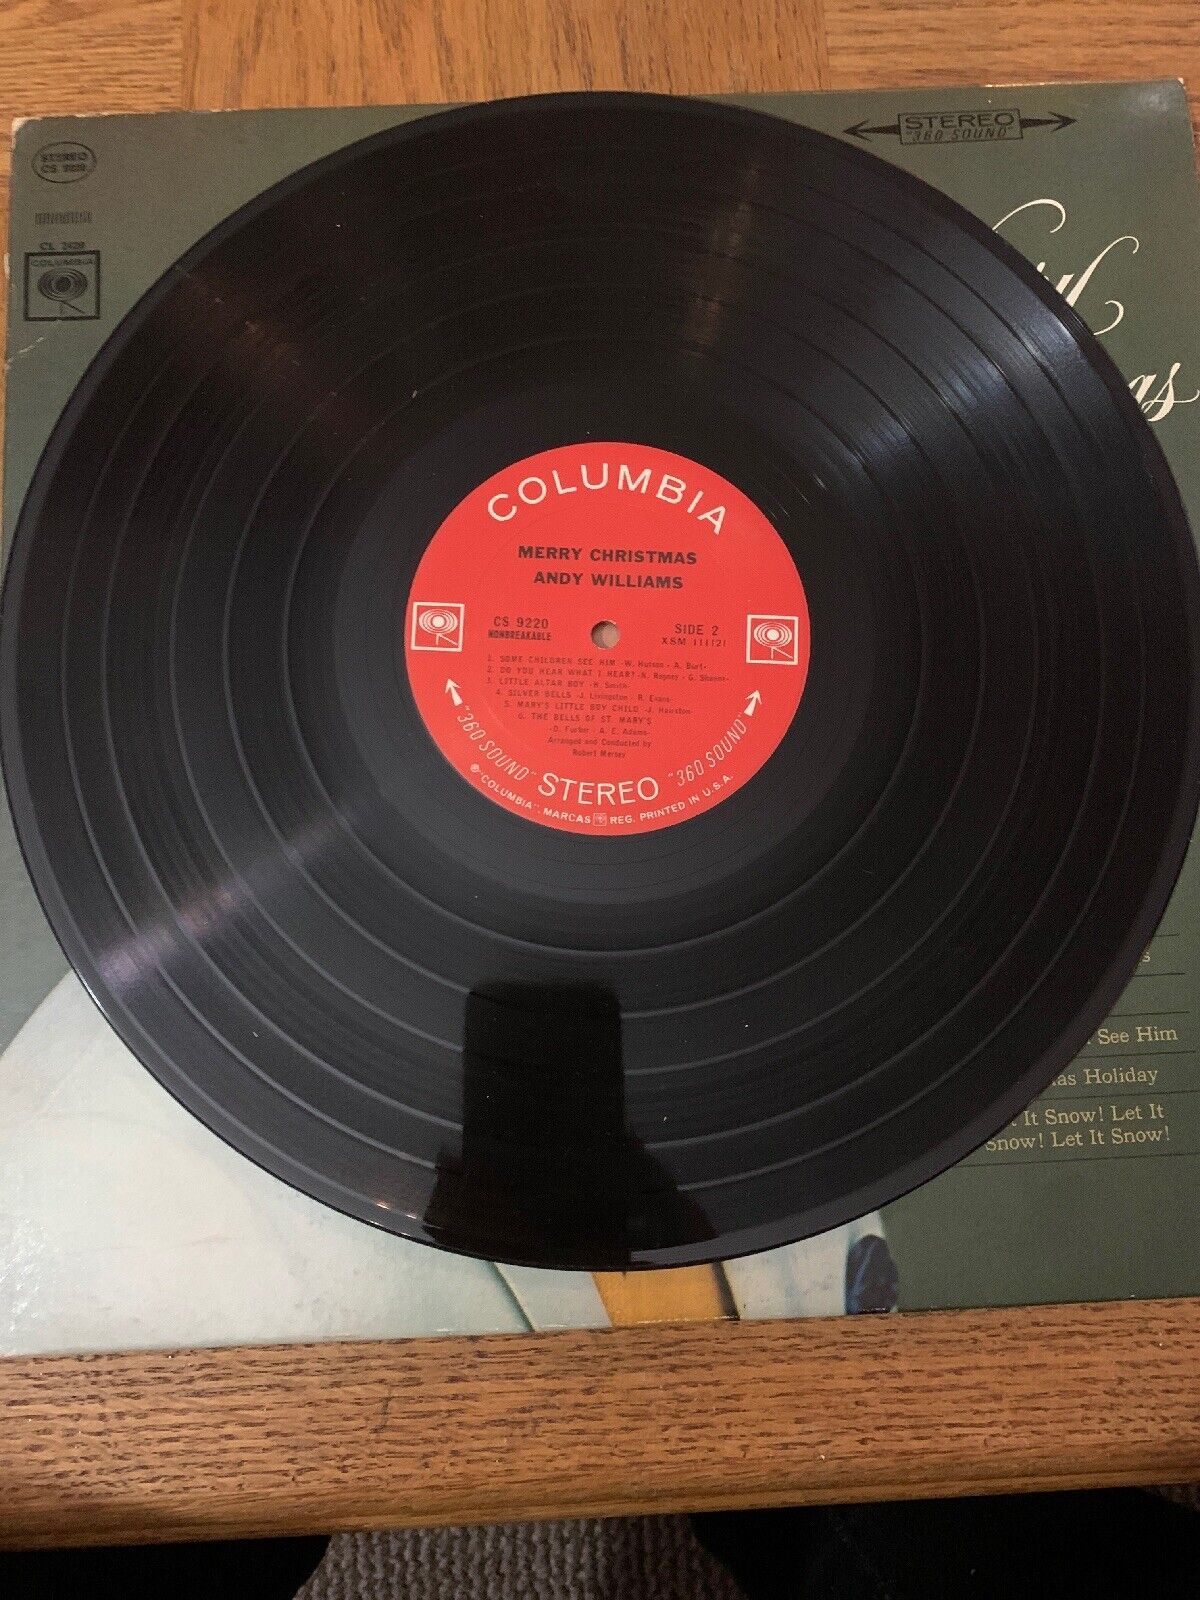 STEREO
"360 SOUND"
STEREO
CS 9220
CL 2420
COLUMBIA
as
COLUMBIA
MERRY CHRISTMAS
ANDY WILLIAMS
CS 9220
NONBREAKABLE
SIDE 2
XSM 111121
1. SOME CHILDREN SEE HIM -W. Hutson - A. Burt-
2. DO YOU HEAR WHAT I HEAR? -N. Regney - G. Shayne-
3. LITTLE ALTAR BOY -H. Smith-
4. SILVER BELLS -J. Livingston - R. Evans-
5. MARY'S LITTLE BOY CHILD -J. Hairston-
6. THE BELLS OF ST. MARY'S
-D. Furber - A. E. Adams-
Arranged and Conducted by
Robert Mersey
"360 SOUND" STEREO "360 SOUND"
"COLUMBIA", MARCAS REG. PRINTED IN U.S.A.
s
See Him
as Holiday
t It Snow! Let It
Snow! Let It Snow!